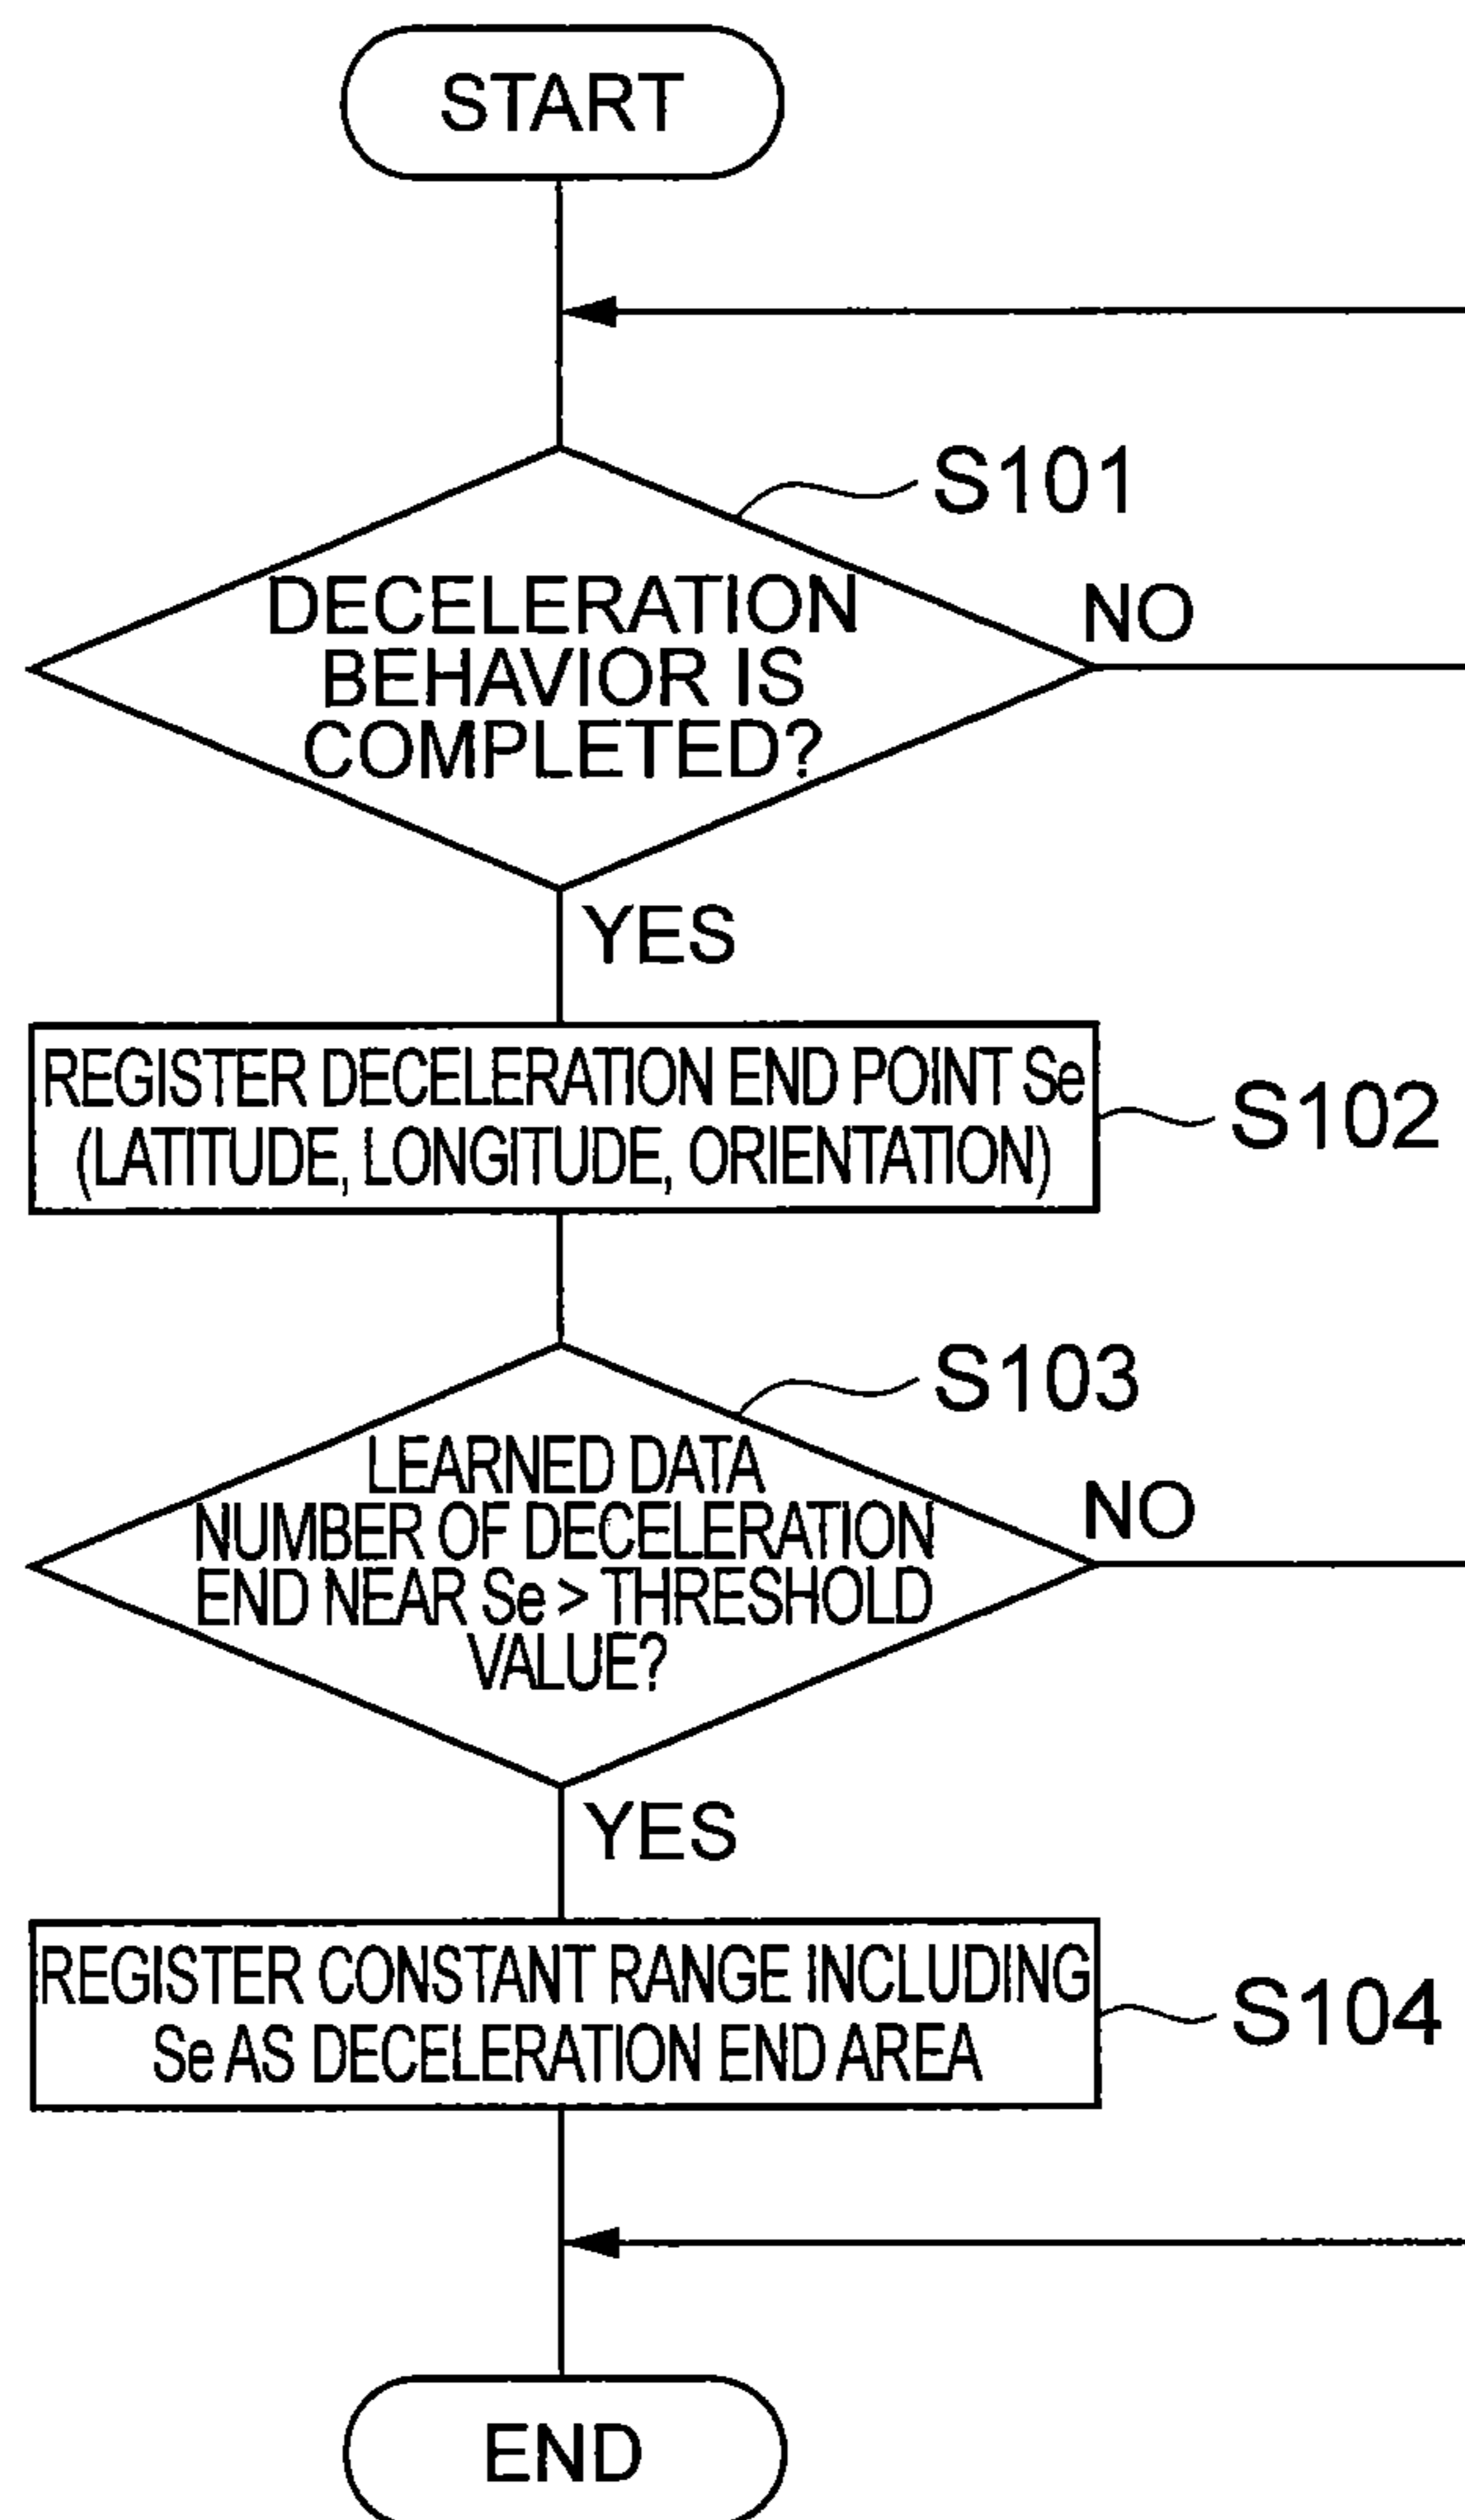 START
S101
DECELERATION
BEHAVIOR IS
COMPLETED?
NO
YES
REGISTER DECELERATION END POINT Se
(LATITUDE, LONGITUDE, ORIENTATION)
S102
S103
LEARNED DATA
NUMBER OF DECELERATION
END NEAR Se > THRESHOLD
VALUE?
NO
YES
REGISTER CONSTANT RANGE INCLUDING
Se AS DECELERATION END AREA
S104
END